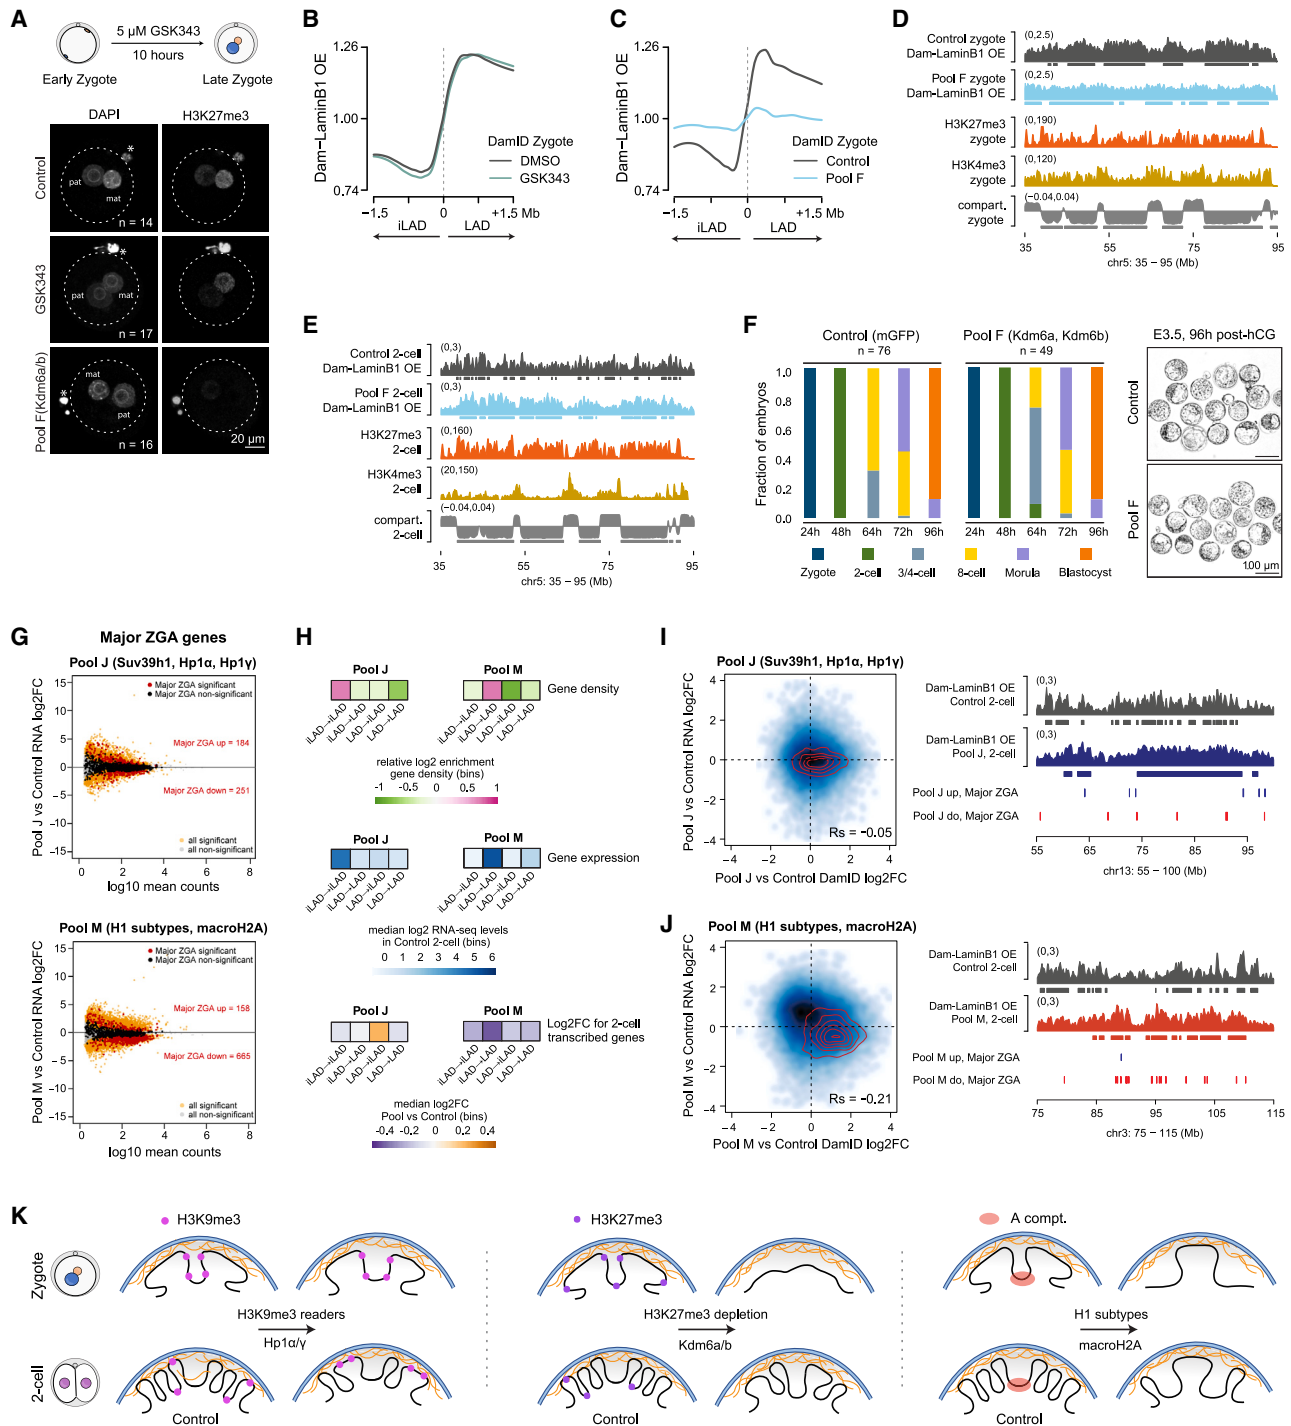 A
5 µM GSK343
10 hours
Early Zygote
Late Zygote
DAPI
H3K27me3
Control
pat
mat
*
n = 14
GSK343
pat
mat
*
n = 17
Pool F(Kdm6a/b)
mat
pat
*
n = 16
20 µm
B
Dam−LaminB1 OE
1.26
1.00
0.74
DamID Zygote
DMSO
GSK343
−1.5
0
+1.5 Mb
iLAD
LAD
C
Dam−LaminB1 OE
1.26
1.00
0.74
DamID Zygote
Control
Pool F
−1.5
0
+1.5 Mb
iLAD
LAD
D
Control zygote
Dam-LaminB1 OE
(0,2.5)
Pool F zygote
Dam-LaminB1 OE
(0,2.5)
H3K27me3
zygote
(0,190)
H3K4me3
zygote
(0,120)
compart.
zygote
(−0.04,0.04)
35
55
75
95
chr5: 35 − 95 (Mb)
E
Control 2-cell
Dam-LaminB1 OE
(0,3)
Pool F 2-cell
Dam-LaminB1 OE
(0,3)
H3K27me3
2-cell
(0,160)
H3K4me3
2-cell
(20,150)
compart.
2-cell
(−0.04,0.04)
35
55
75
95
chr5: 35 − 95 (Mb)
F
Control (mGFP)
n = 76
Pool F (Kdm6a, Kdm6b)
n = 49
Fraction of embryos
1.0
0.8
0.6
0.4
0.2
0.0
24h 48h 64h 72h 96h
24h 48h 64h 72h 96h
Zygote
2-cell
3/4-cell
8-cell
Morula
Blastocyst
E3.5, 96h post-hCG
Control
Pool F
100 µm
G
Major ZGA genes
Pool J (Suv39h1, Hp1α, Hp1γ)
Pool J vs Control RNA log2FC
15
10
5
0
−5
−10
−15
Major ZGA significant
Major ZGA non-significant
Major ZGA up = 184
Major ZGA down = 251
all significant
all non-significant
0 2 4 6 8
log10 mean counts
Pool M (H1 subtypes, macroH2A)
Pool M vs Control RNA log2FC
15
10
5
0
−5
−10
−15
Major ZGA significant
Major ZGA non-significant
Major ZGA up = 158
Major ZGA down = 665
all significant
all non-significant
0 2 4 6 8
log10 mean counts
H
Pool J
Pool M
Gene density
iLAD→iLAD
iLAD→LAD
LAD→iLAD
LAD→LAD
iLAD→iLAD
iLAD→LAD
LAD→iLAD
LAD→LAD
relative log2 enrichment
gene density (bins)
-1 0 1
Pool J
Pool M
Gene expression
iLAD→iLAD
iLAD→LAD
LAD→iLAD
LAD→LAD
iLAD→iLAD
iLAD→LAD
LAD→iLAD
LAD→LAD
median log2 RNA-seq levels
in Control 2-cell (bins)
0 1 2 3 4 5 6
Pool J
Pool M
Log2FC for 2-cell
transcribed genes
iLAD→iLAD
iLAD→LAD
LAD→iLAD
LAD→LAD
iLAD→iLAD
iLAD→LAD
LAD→iLAD
LAD→LAD
median log2FC
Pool vs Control (bins)
-0.4 -0.2 0 0.2 0.4
I
Pool J (Suv39h1, Hp1α, Hp1γ)
Pool J vs Control RNA log2FC
4
2
0
−2
−4
Rs = −0.05
−4 −2 0 2 4
Pool J vs Control DamID log2FC
Dam-LaminB1 OE
Control 2-cell
(0,3)
Dam-LaminB1 OE
Pool J, 2-cell
(0,3)
Pool J up, Major ZGA
Pool J do, Major ZGA
55
65
75
85
95
chr13: 55 − 100 (Mb)
J
Pool M (H1 subtypes, macroH2A)
Pool M vs Control RNA log2FC
4
2
0
−2
−4
Rs = −0.21
−4 −2 0 2 4
Pool M vs Control DamID log2FC
Dam-LaminB1 OE
Control 2-cell
(0,3)
Dam-LaminB1 OE
Pool M, 2-cell
(0,3)
Pool M up, Major ZGA
Pool M do, Major ZGA
75
85
95
105
115
chr3: 75 − 115 (Mb)
K
H3K9me3
H3K27me3
A compt.
Zygote
H3K9me3 readers
Hp1α/γ
H3K27me3 depletion
Kdm6a/b
H1 subtypes
macroH2A
2-cell
Control
Control
Control